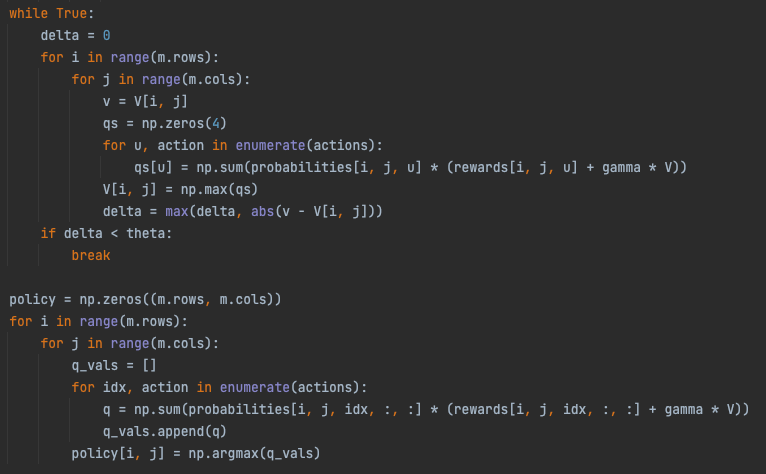 while True:
    delta = 0
    for i in range(m.rows):
        for j in range(m.cols):
            v = V[i, j]
            qs = np.zeros(4)
            for u, action in enumerate(actions):
                qs[u] = np.sum(probabilities[i, j, u] * (rewards[i, j, u] + gamma * V))
            V[i, j] = np.max(qs)
            delta = max(delta, abs(v - V[i, j]))
    if delta < theta:
        break

policy = np.zeros((m.rows, m.cols))
for i in range(m.rows):
    for j in range(m.cols):
        q_vals = []
        for idx, action in enumerate(actions):
            q = np.sum(probabilities[i, j, idx, :, :] * (rewards[i, j, idx, :, :] + gamma * V))
            q_vals.append(q)
        policy[i, j] = np.argmax(q_vals)